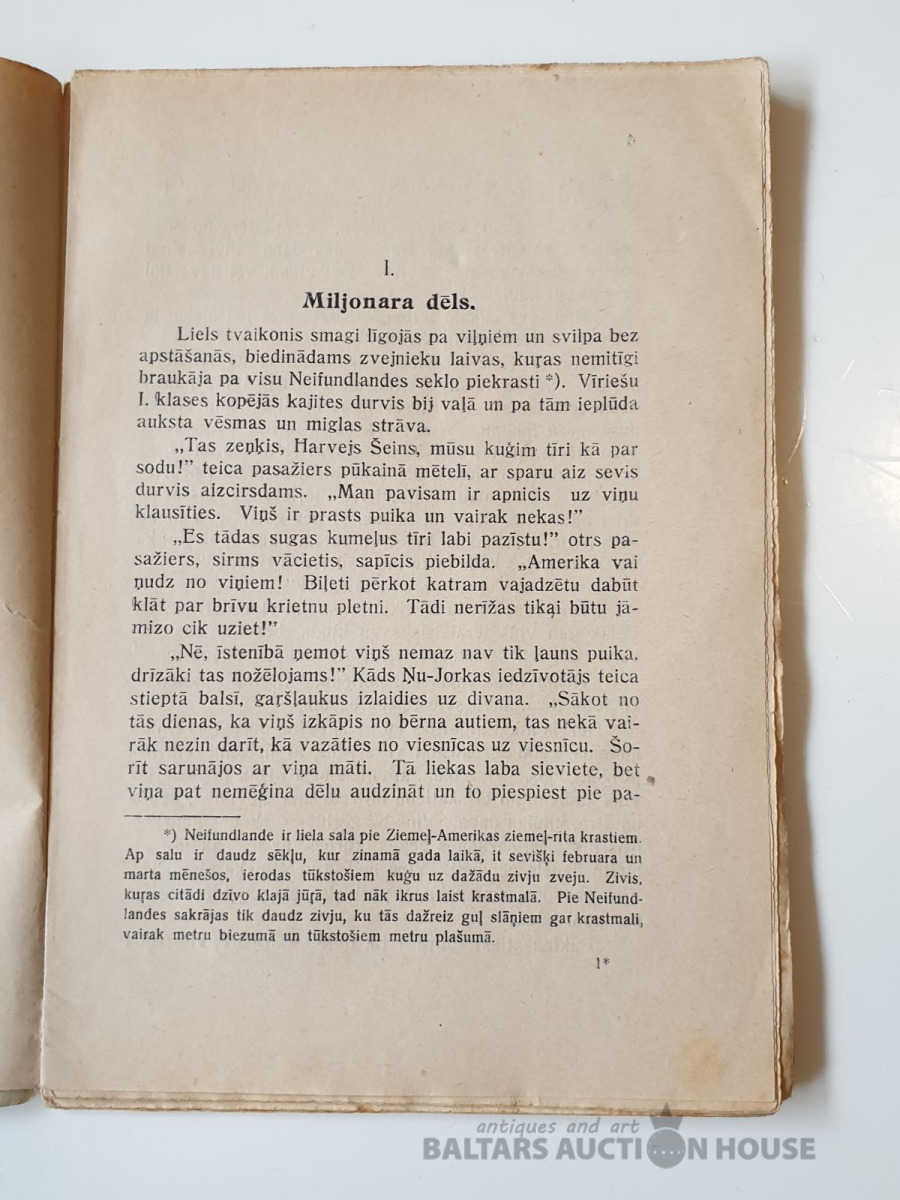 I.
Miljonara dēls.
Liels tvaikonis smagi līgojās pa viļņiem un svilpa bez
apstāšanās, biedinādams zvejnieku laivas, kuŗas nemitīgi
braukāja pa visu Neifundlandes seklo piekrasti *). Vīriešu
I. klases kopējās kajites durvis bij vaļā un pa tām ieplūda
auksta vēsmas un miglas strāva.
„Tas zeņķis, Harvejs Šeins, mūsu kuģim tīri kā par
sodu!” teica pasažiers pūkainā mētelī, ar sparu aiz sevis
durvis aizcirsdams. „Man pavisam ir apnicis uz viņu
klausīties. Viņš ir prasts puika un vairak nekas!”
„Es tādas sugas kumeļus tīri labi pazīstu!” otrs pa-
sažiers, sirms vācietis, sapīcis piebilda. „Amerika vai
ņudz no viņiem! Biļeti pērkot katram vajadzētu dabūt
klāt par brīvu krietnu pletni. Tādi nerīžas tikai būtu jā-
mizo cik uziet!”
„Nē, īstenībā ņemot viņš nemaz nav tik ļauns puika,
drīzāki tas nožēlojams!” Kāds Ņu-Jorkas iedzīvotājs teica
stieptā balsī, gaŗšļaukus izlaidies uz divana. „Sākot no
tās dienas, ka viņš izkāpis no bērna autiem, tas nekā vai-
rāk nezin darīt, kā vazāties no viesnīcas uz viesnīcu. Šo-
rīt sarunājos ar viņa māti. Tā liekas laba sieviete, bet
viņa pat nemēģina dēlu audzināt un to piespiest pie pa-
*) Neifundlande ir liela sala pie Ziemeļ-Amerikas ziemeļ-rita krastiem.
Ap salu ir daudz sēkļu, kur zinamā gada laikā, it sevišķi februara un
marta mēnešos, ierodas tūkstošiem kuģu uz dažādu zivju zveju. Zivis,
kuŗas citādi dzīvo klajā jūŗā, tad nāk ikrus laist krastmalā. Pie Neifund-
landes sakrājas tik daudz zivju, ku tās dažreiz guļ slāņiem gar krastmali,
vairak metru biezumā un tūkstošiem metru plašumā.
1*
antiques and art
BALTARS AUCTION HOUSE